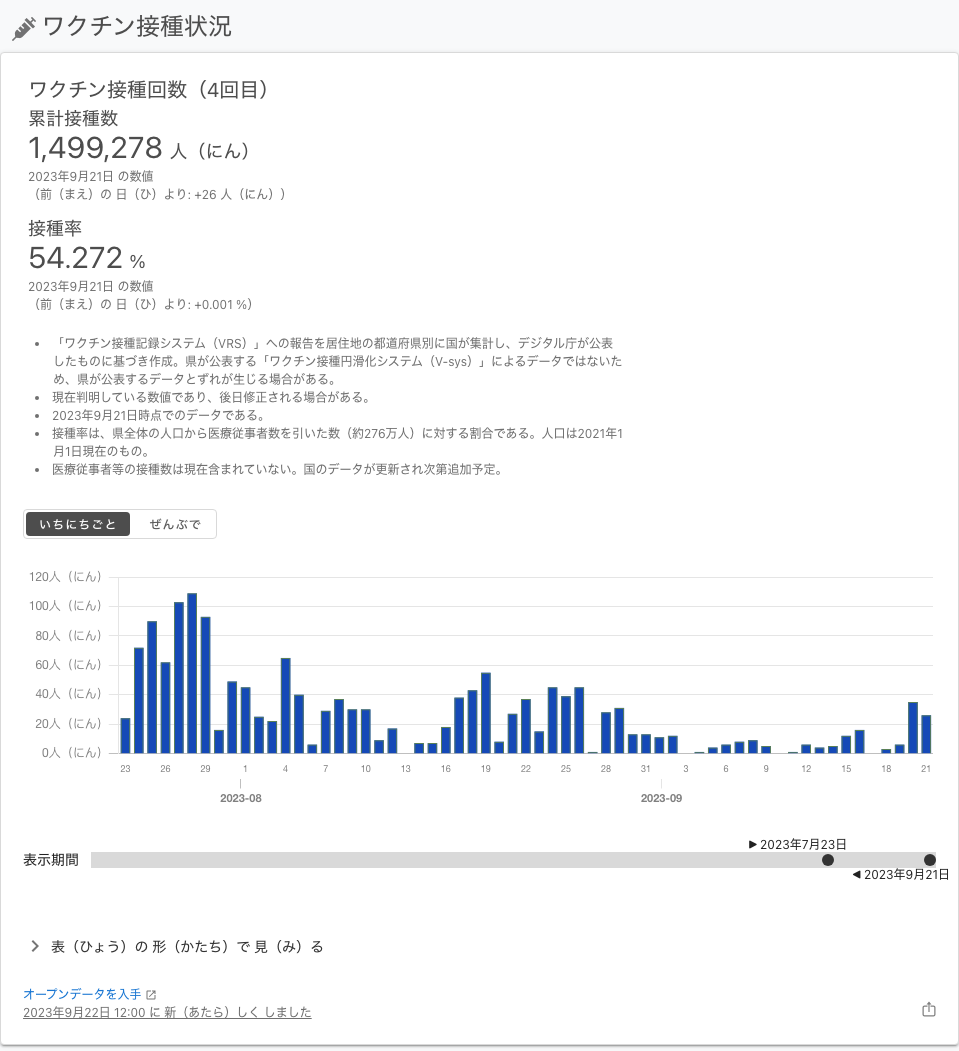 ワクチン接種状況
ワクチン接種回数（4回目）
累計接種数
1,499,278 人（にん）
2023年9月21日 の数値
（前（まえ）の 日（ひ）より: +26 人（にん））
接種率
54.272 %
2023年9月21日 の数値
（前（まえ）の 日（ひ）より: +0.001 %）
• 「ワクチン接種記録システム（VRS）」への報告を居住地の都道府県別に国が集計し、デジタル庁が公表
したものに基づき作成。県が公表する「ワクチン接種円滑化システム（V-sys）」によるデータではないた
め、県が公表するデータとずれが生じる場合がある。
• 現在判明している数値であり、後日修正される場合がある。
• 2023年9月21日時点でのデータである。
• 接種率は、県全体の人口から医療従事者数を引いた数（約276万人）に対する割合である。人口は2021年1
月1日現在のもの。
• 医療従事者等の接種数は現在含まれていない。国のデータが更新され次第追加予定。
いちにちごと ぜんぶで
120人（にん）
100人（にん）
80人（にん）
60人（にん）
40人（にん）
20人（にん）
0人（にん）
23 26 29 1 4 7 10 13 16 19 22 25 28 31 3 6 9 12 15 18 21
2023-08 2023-09
▶ 2023年7月23日
表示期間
◀ 2023年9月21日
表（ひょう）の 形（かたち）で 見（み）る
オープンデータを入手
2023年9月22日 12:00 に 新（あたら）しく しました